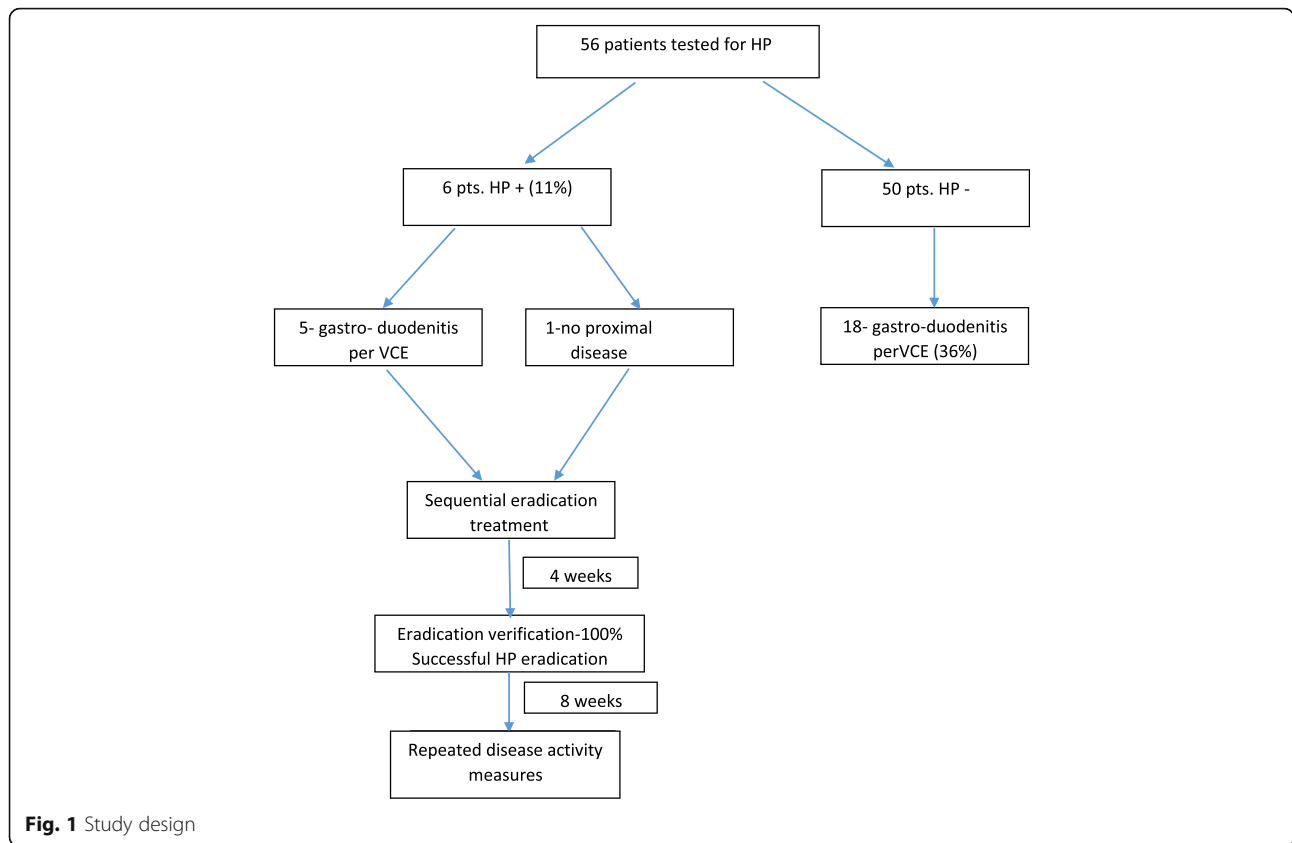 56 patients tested for HP
6 pts. HP + (11%)
50 pts. HP -
5- gastro- duodenitis
per VCE
1-no proximal
disease
18- gastro-duodenitis
perVCE (36%)
Sequential eradication
treatment
4 weeks
Eradication verification-100%
Successful HP eradication
8 weeks
Repeated disease activity
measures
Fig. 1 Study design